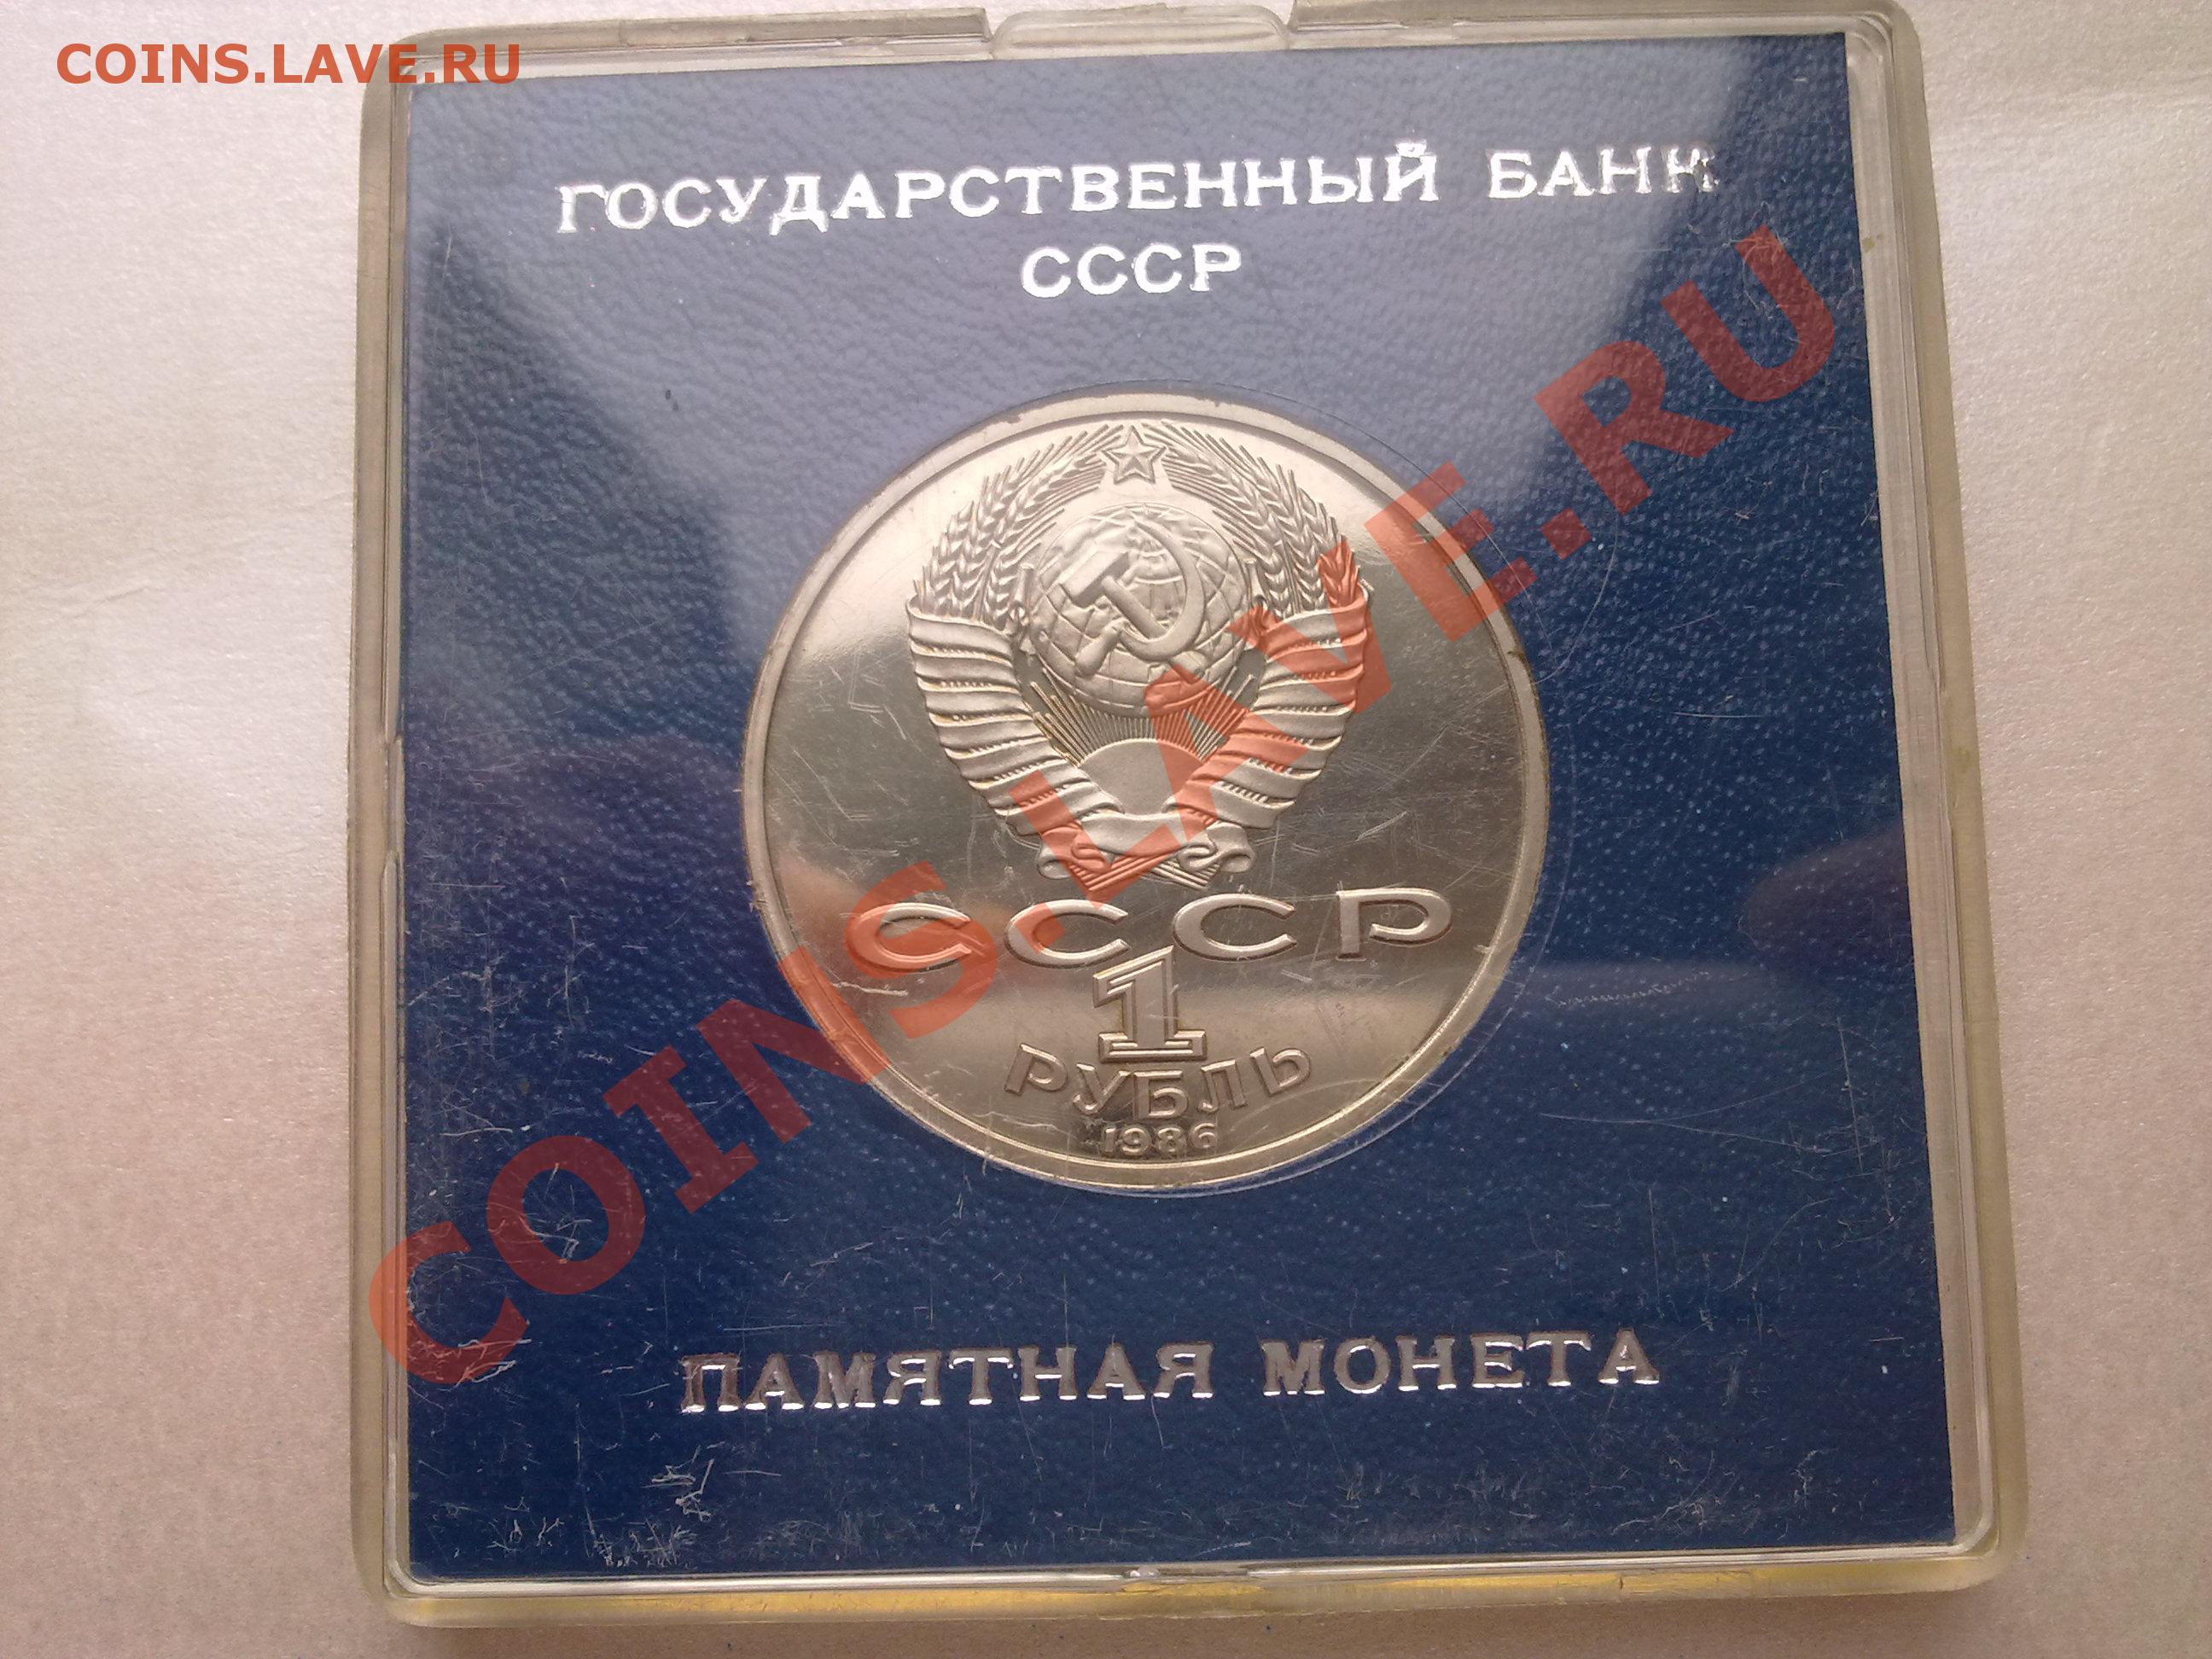 COINS.LAVE.RU
ГОСУДАРСТВЕННЫЙ БАНК
СССР
СССР
1
РУБЛЬ
1986
COINS.LAVE.RU
ПАМЯТНАЯ МОНЕТА